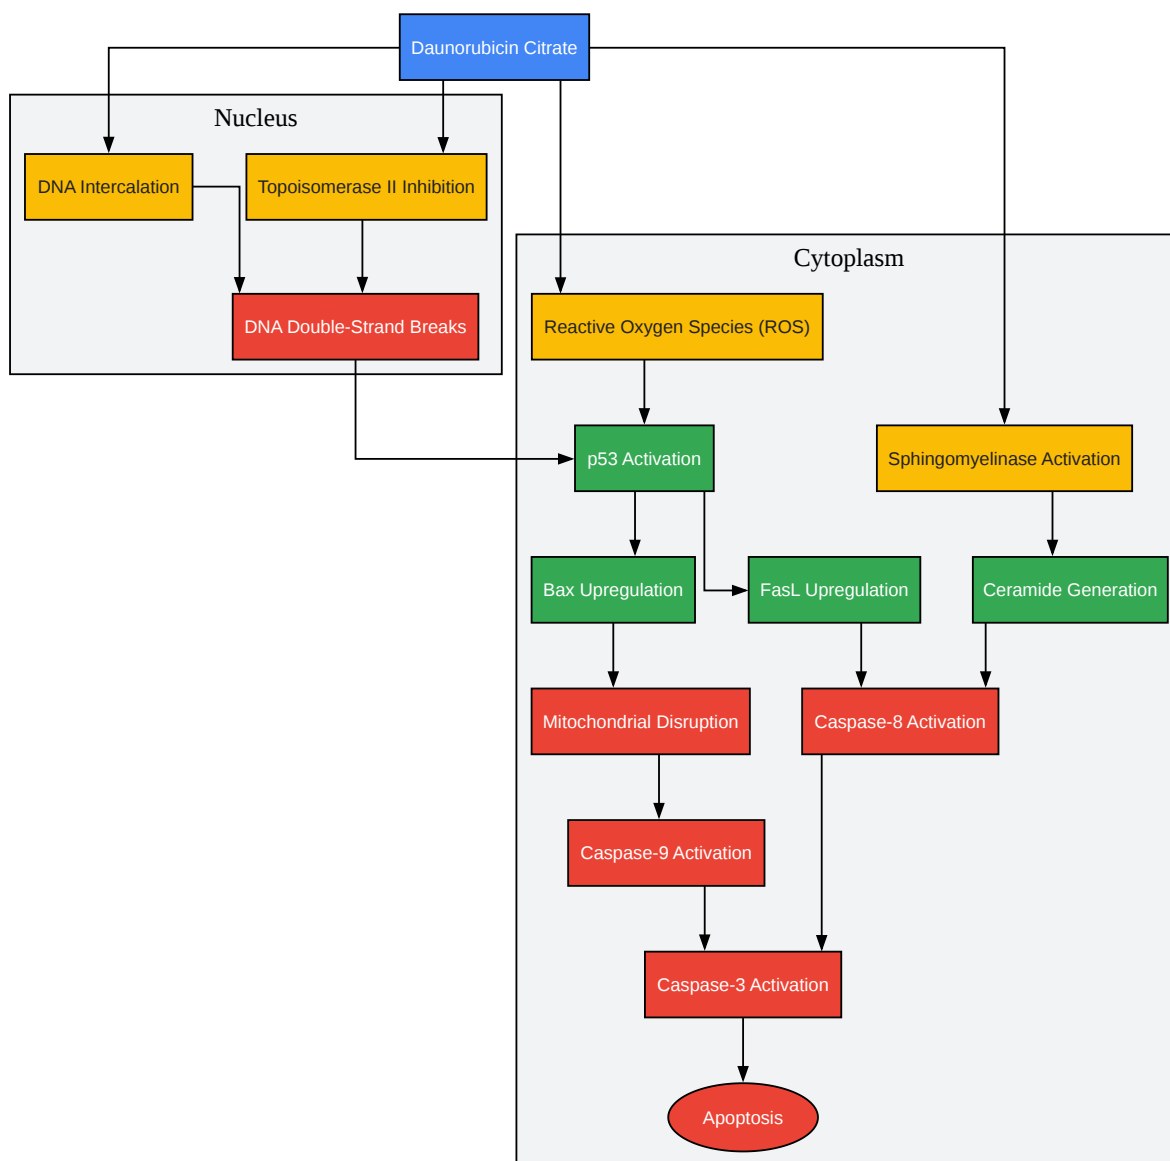 Daunorubicin Citrate
Nucleus
DNA Intercalation
Topoisomerase II Inhibition
DNA Double-Strand Breaks
Cytoplasm
Reactive Oxygen Species (ROS)
p53 Activation
Sphingomyelinase Activation
Bax Upregulation
FasL Upregulation
Ceramide Generation
Mitochondrial Disruption
Caspase-8 Activation
Caspase-9 Activation
Caspase-3 Activation
Apoptosis